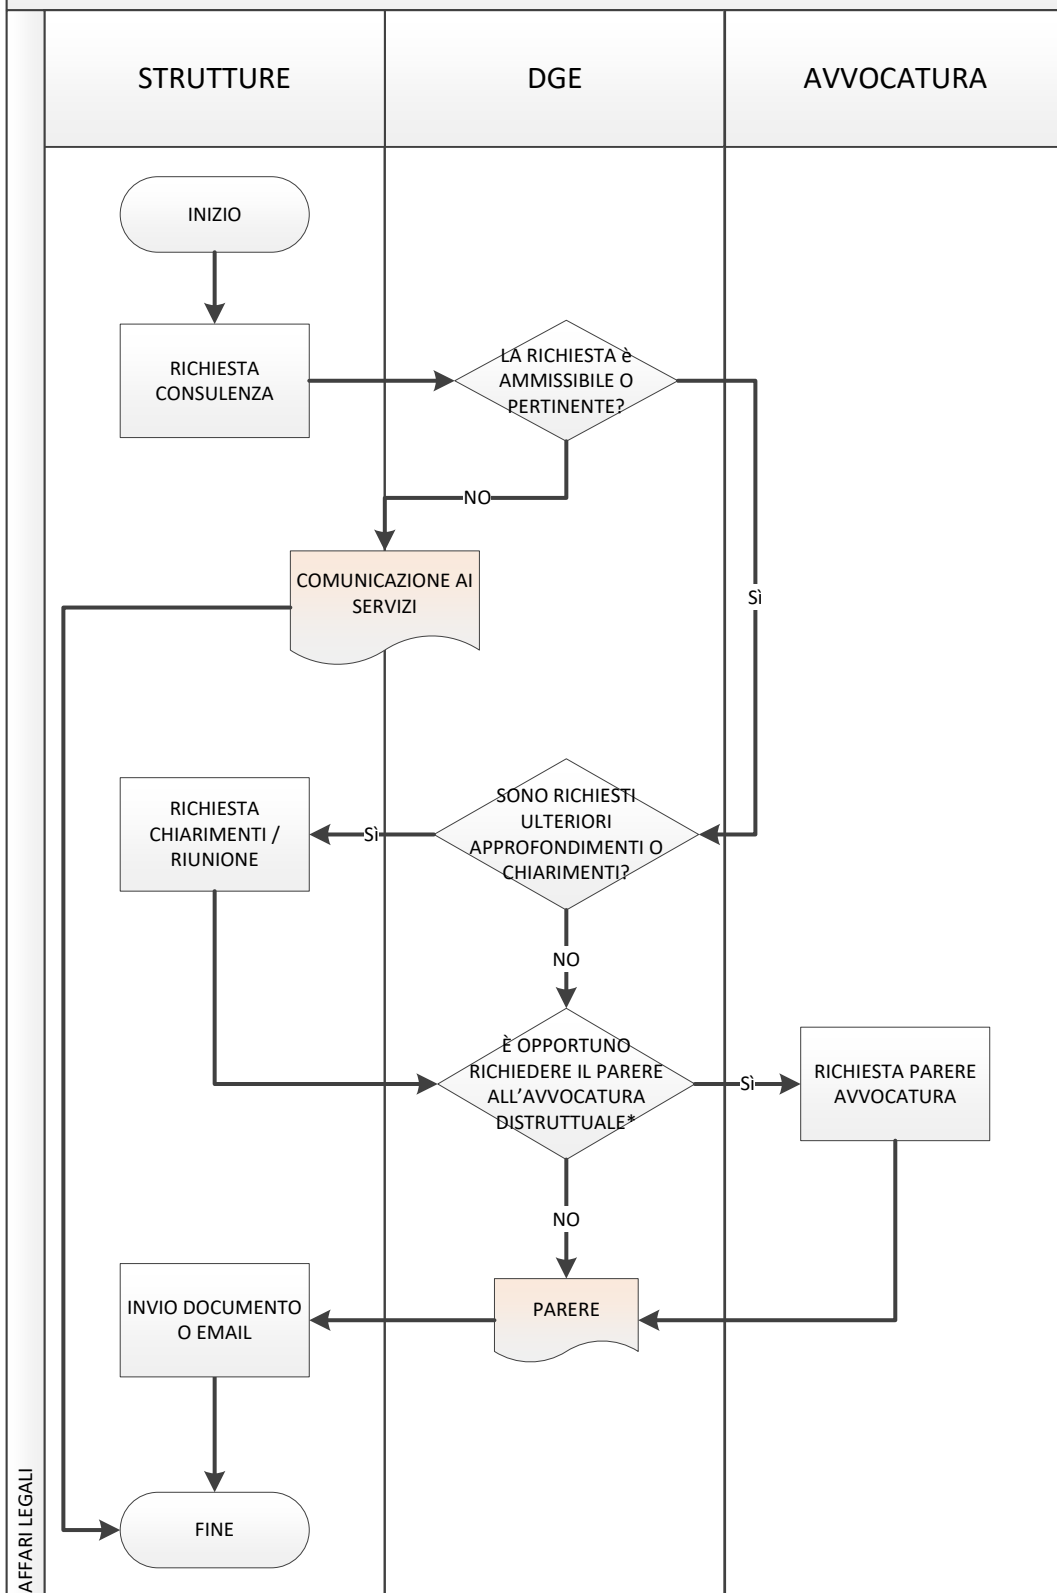 STRUTTURE
DGE
AVVOCATURA
INIZIO
RICHIESTA
CONSULENZA
LA RICHIESTA è
AMMISSIBILE O
PERTINENTE?
NO
COMUNICAZIONE AI
SERVIZI
Sì
RICHIESTA
CHIARIMENTI /
RIUNIONE
Sì
SONO RICHIESTI
ULTERIORI
APPROFONDIMENTI O
CHIARIMENTI?
NO
È OPPORTUNO
RICHIEDERE IL PARERE
ALL’AVVOCATURA
DISTRUTTUALE*
Sì
RICHIESTA PARERE
AVVOCATURA
NO
INVIO DOCUMENTO
O EMAIL
PARERE
FINE
AFFARI LEGALI